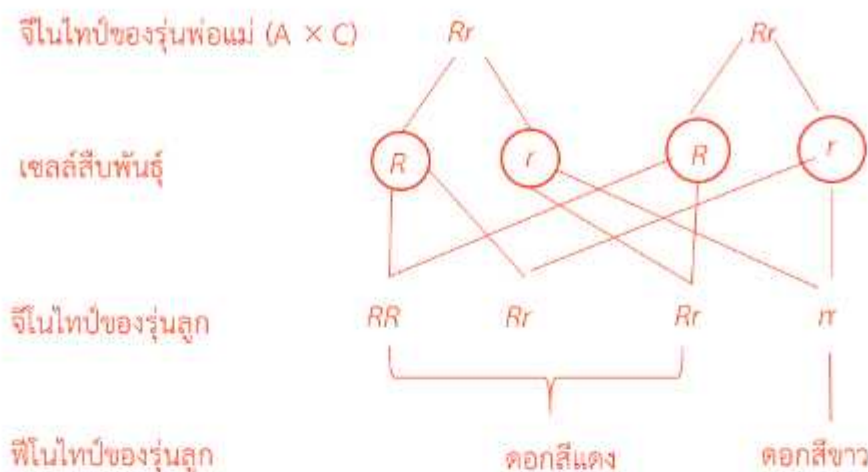 จีโนไทป์ของรุ่นพ่อแม่ (A × C) Rr Rr
เซลล์สืบพันธุ์ R r R r
จีโนไทป์ของรุ่นลูก RR Rr Rr rr
ฟีโนไทป์ของรุ่นลูก ดอกสีแดง ดอกสีขาว